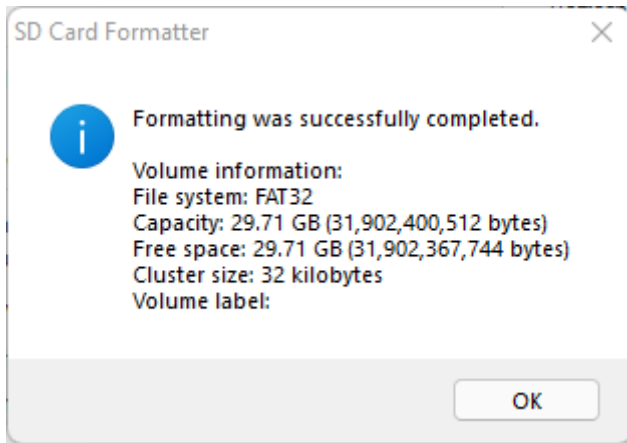 SD Card Formatter
Formatting was successfully completed.
Volume information:
File system: FAT32
Capacity: 29.71 GB (31,902,400,512 bytes)
Free space: 29.71 GB (31,902,367,744 bytes)
Cluster size: 32 kilobytes
Volume label:
OK